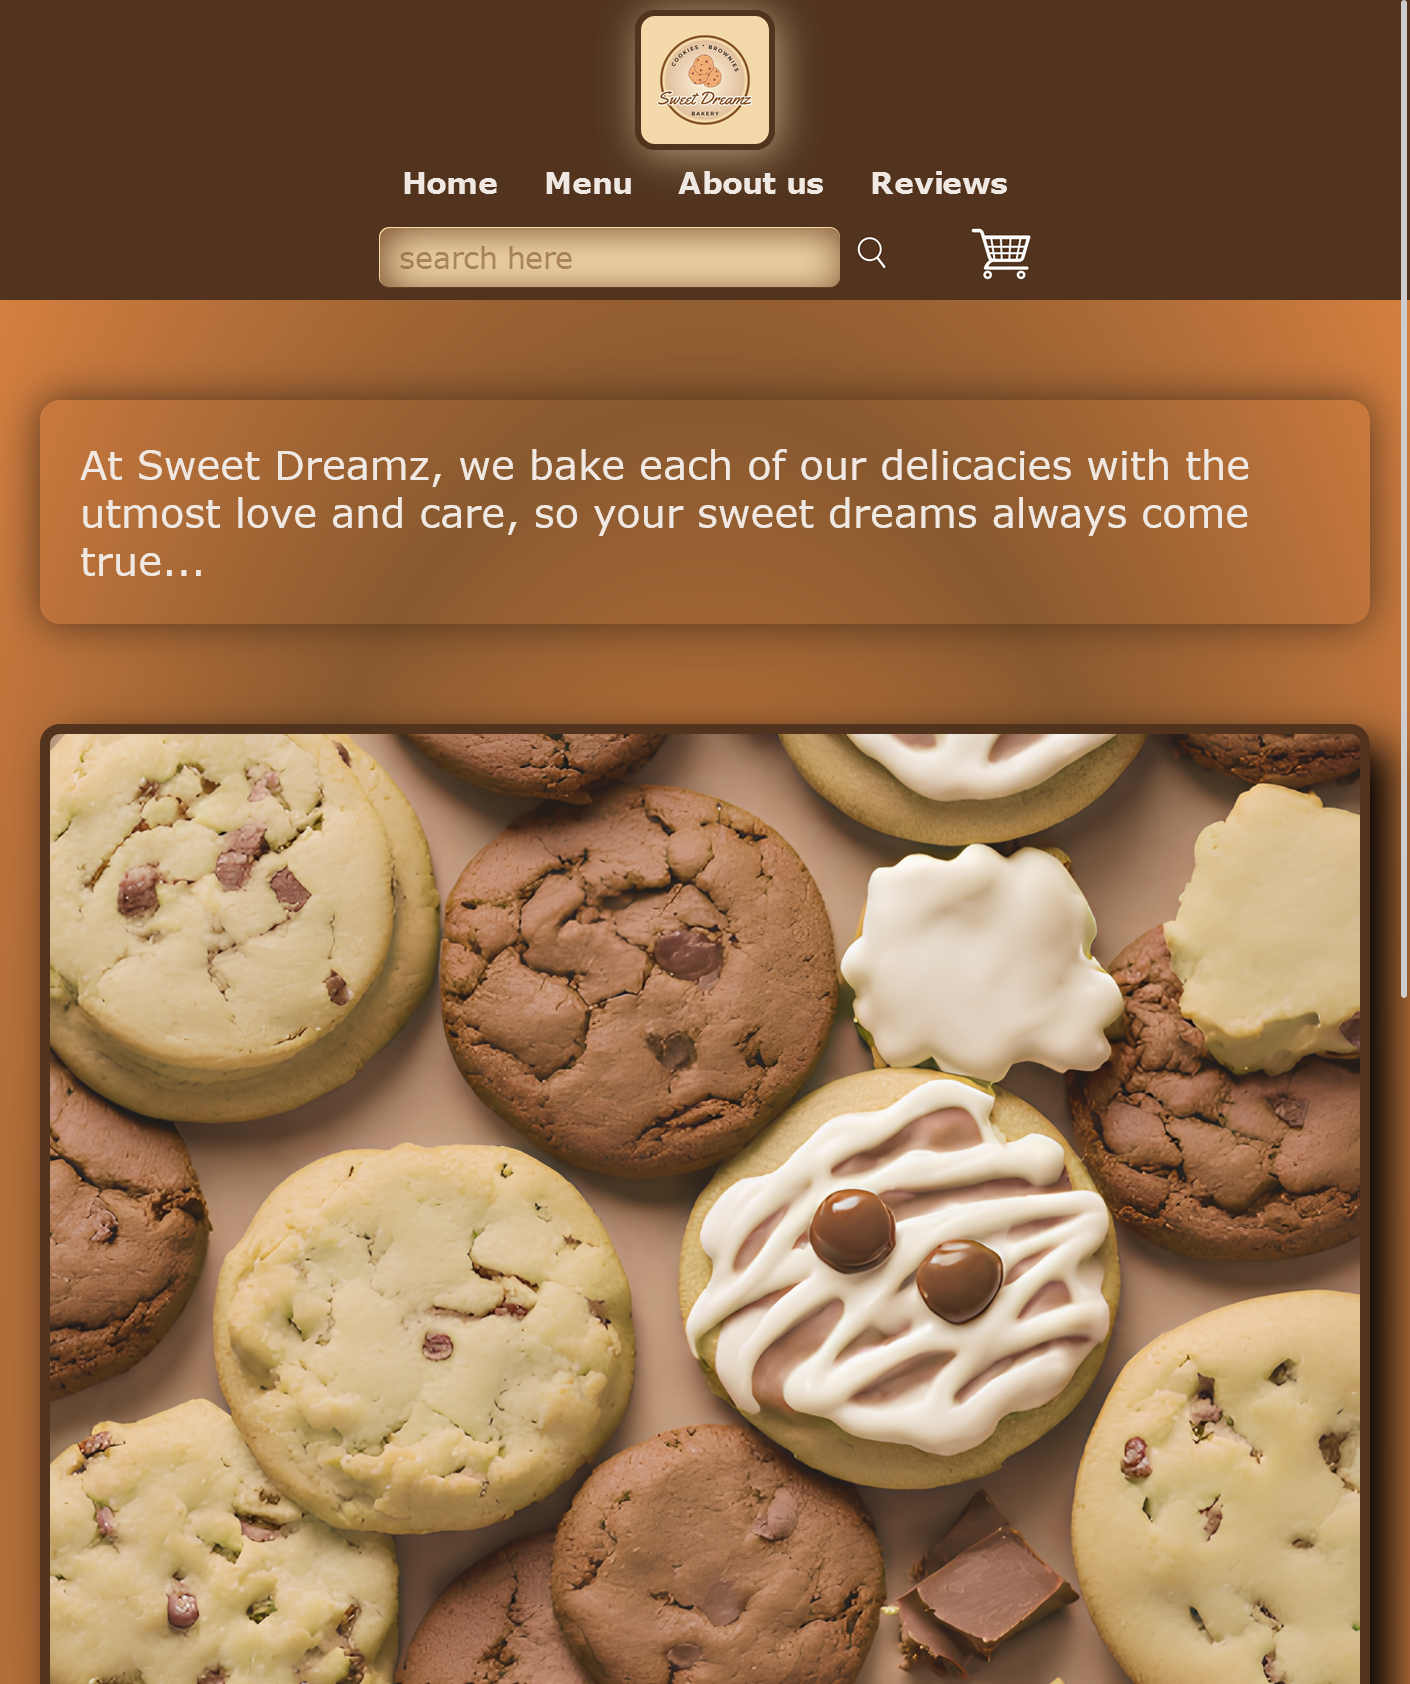 COOKIES * BROWNIES
Sweet Dreamz
BAKERY
Home Menu About us Reviews
search here
At Sweet Dreamz, we bake each of our delicacies with the
utmost love and care, so your sweet dreams always come
true...